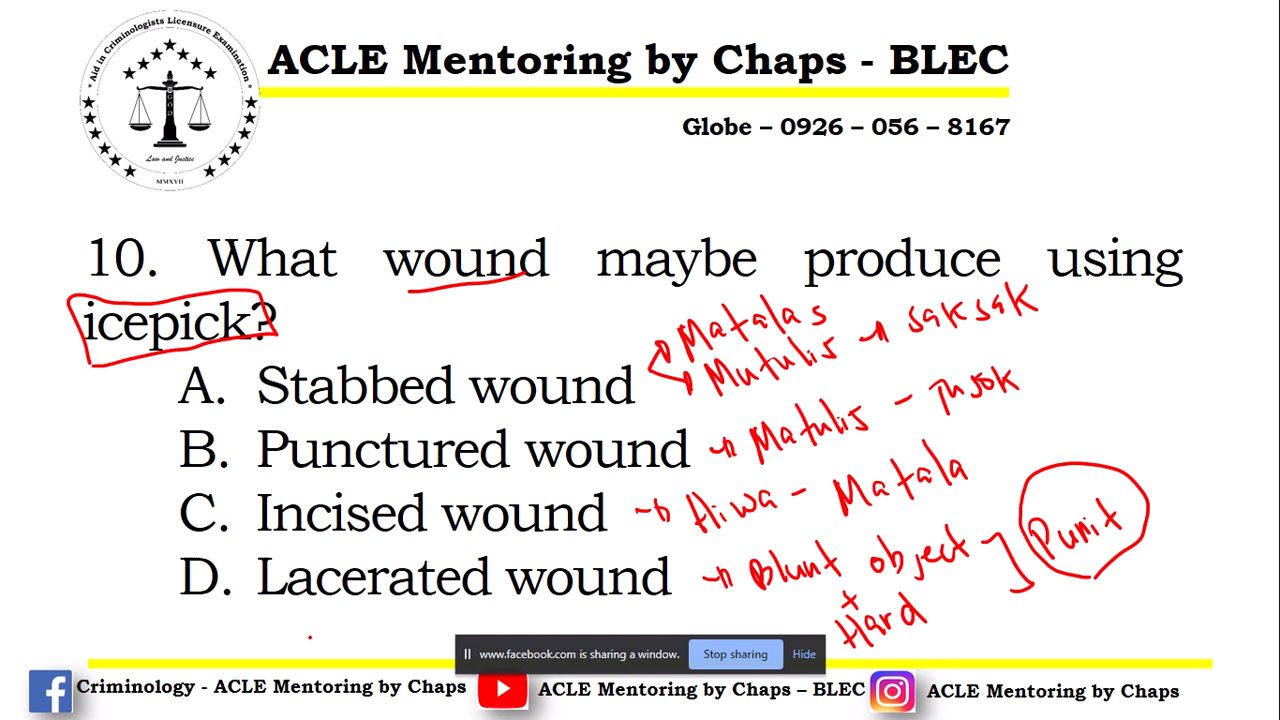 * Aid in Criminologists Licensure Examination *
GOD
Law and Justice
MMXVII
ACLE Mentoring by Chaps - BLEC
Globe – 0926 – 056 – 8167
10. What wound maybe produce using
icepick?
Matalas
Mutulis saksak
A. Stabbed wound
B. Punctured wound Matulis - Tusok
C. Incised wound Hiwa - Matala
D. Lacerated wound Blunt object Punit
+
Hard
www.facebook.com is sharing a window. Stop sharing Hide
Criminology - ACLE Mentoring by Chaps ACLE Mentoring by Chaps – BLEC ACLE Mentoring by Chaps